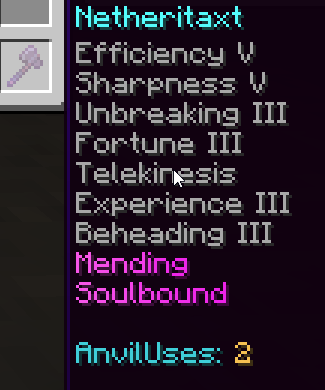 Netheritaxt
Efficiency V
Sharpness V
Unbreaking III
Fortune III
Telekinesis
Experience III
Beheading III
Mending
Soulbound
AnvilUses: 2